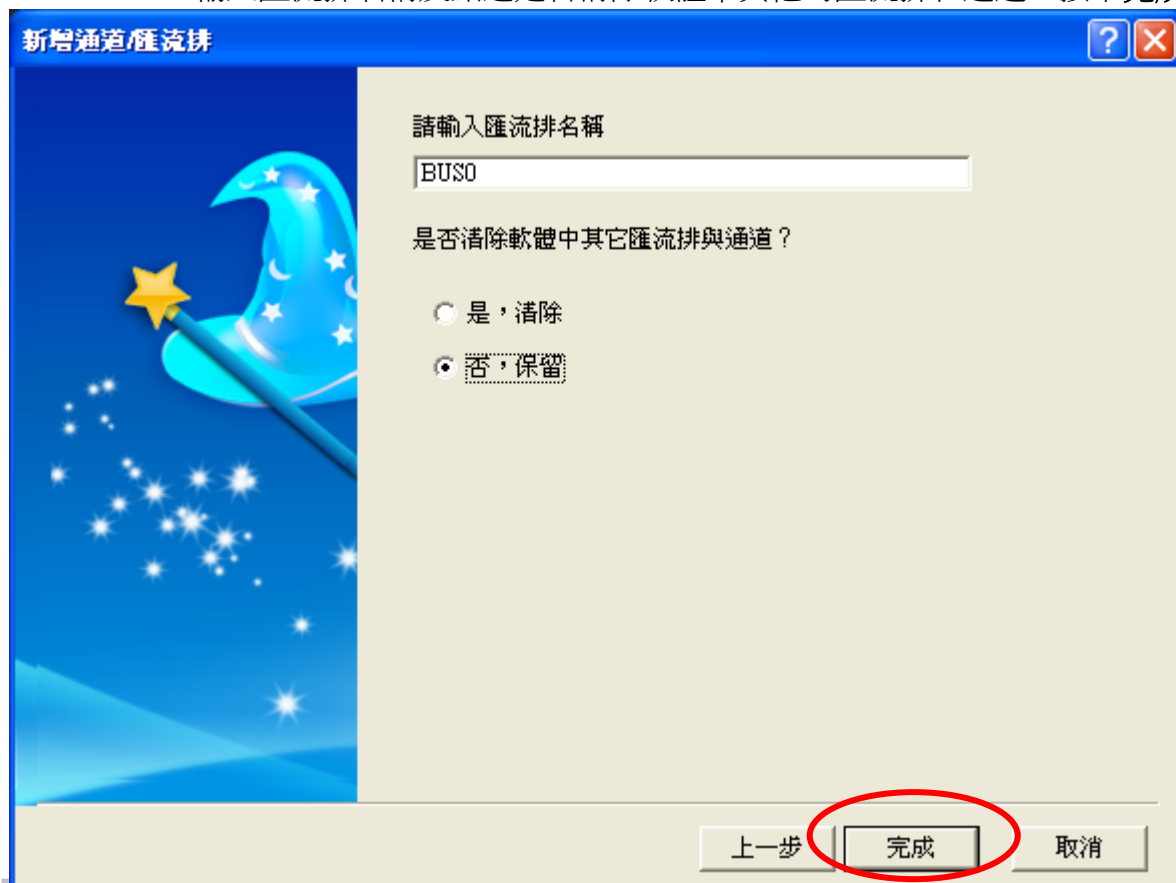 新增通道/匯流排
請輸入匯流排名稱
BUS0
是否清除軟體中其它匯流排與通道？
是，清除
否，保留
上一步
完成
取消